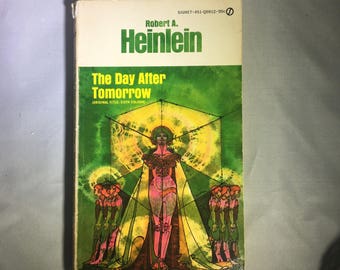 Robert A.
Heinlein
The Day After
Tomorrow
(ORIGINAL TITLE: SIXTH COLUMN)